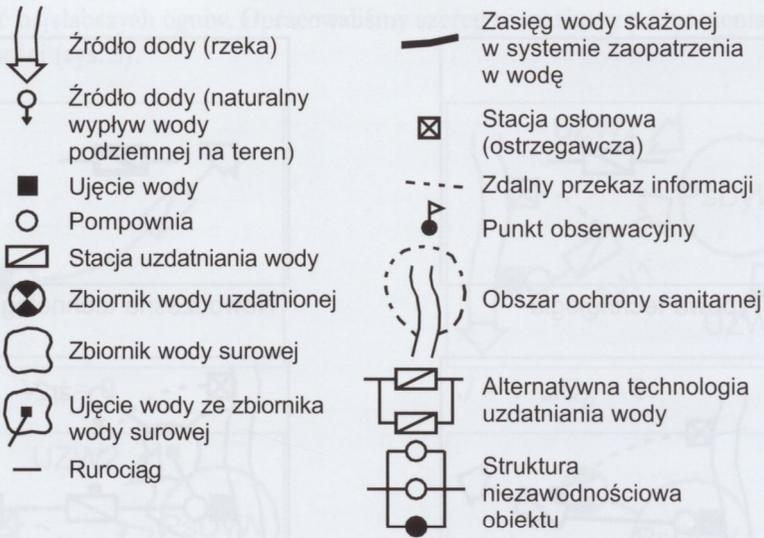 Źródło dody (rzeka)
Źródło dody (naturalny
wypływ wody
podziemnej na teren)
Ujęcie wody
Pompownia
Stacja uzdatniania wody
Zbiornik wody uzdatnionej
Zbiornik wody surowej
Ujęcie wody ze zbiornika
wody surowej
Rurociąg
Zasięg wody skażonej
w systemie zaopatrzenia
w wodę
Stacja osłonowa
(ostrzegawcza)
Zdalny przekaz informacji
Punkt obserwacyjny
Obszar ochrony sanitarnej
Alternatywna technologia
uzdatniania wody
Struktura
niezawodnościowa
obiektu